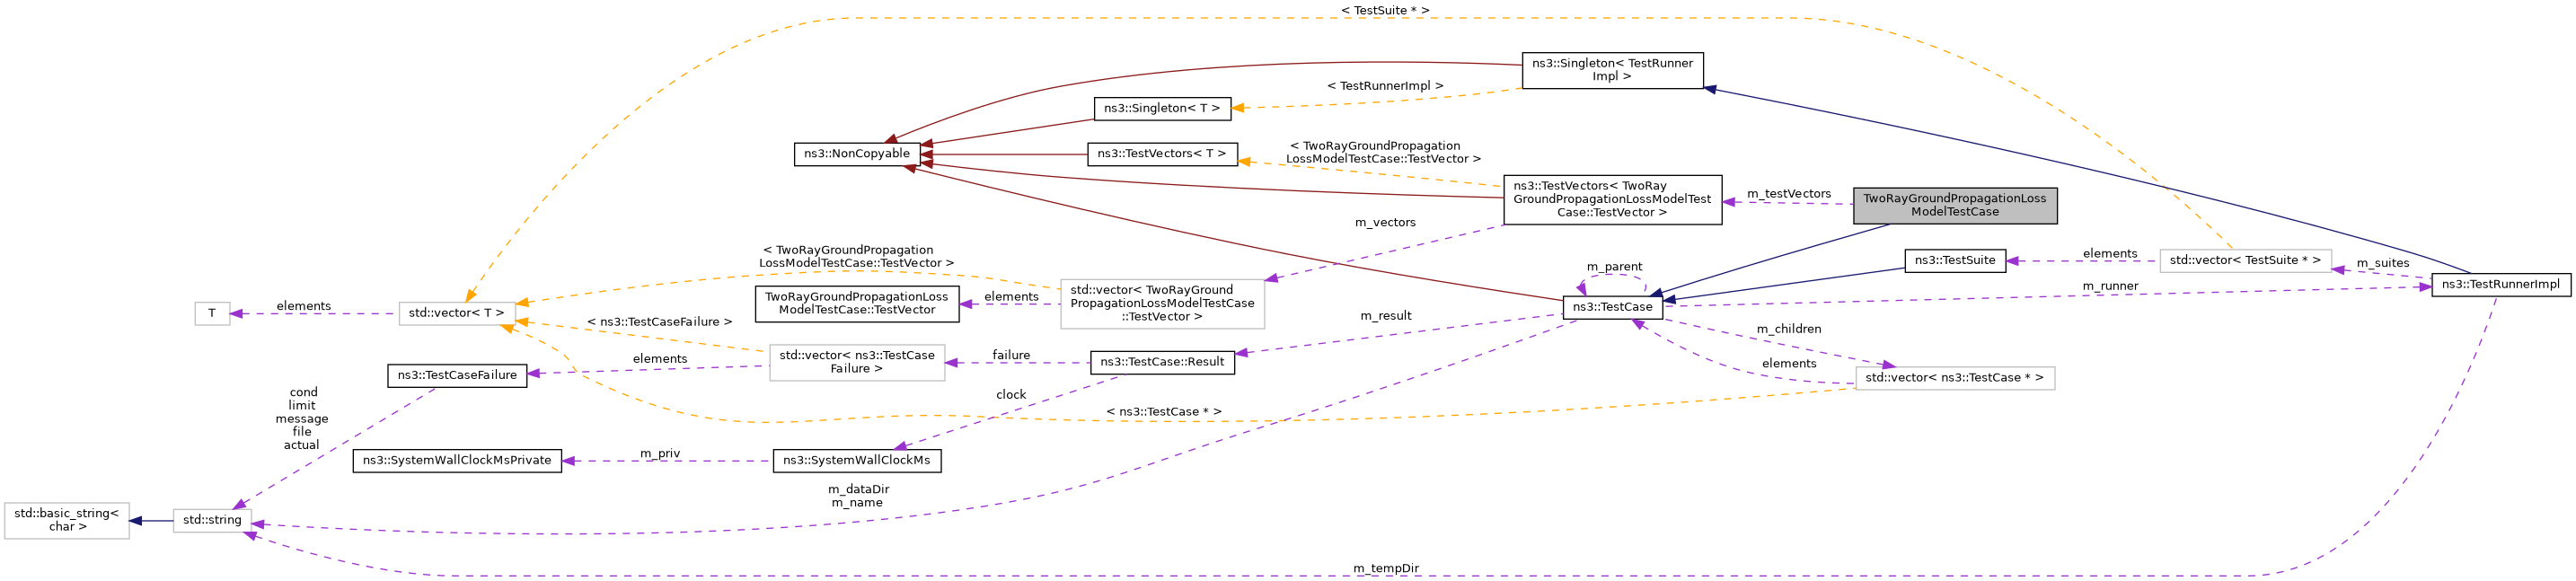 < TestSuite * >
ns3::Singleton< TestRunner
Impl >
< TestRunnerImpl >
ns3::Singleton< T >
ns3::NonCopyable
ns3::TestVectors< T >
< TwoRayGroundPropagation
LossModelTestCase::TestVector >
ns3::TestVectors< TwoRay
GroundPropagationLossModelTest
Case::TestVector >
m_testVectors
TwoRayGroundPropagationLoss
ModelTestCase
m_vectors
< TwoRayGroundPropagation
LossModelTestCase::TestVector >
m_parent
ns3::TestSuite
elements
std::vector< TestSuite * >
m_suites
ns3::TestRunnerImpl
m_runner
T
elements
std::vector< T >
TwoRayGroundPropagationLoss
ModelTestCase::TestVector
elements
std::vector< TwoRayGround
PropagationLossModelTestCase
::TestVector >
ns3::TestCase
< ns3::TestCaseFailure >
m_result
m_children
elements
std::vector< ns3::TestCase * >
ns3::TestCaseFailure
elements
std::vector< ns3::TestCase
Failure >
failure
ns3::TestCase::Result
cond
limit
message
file
actual
clock
< ns3::TestCase * >
ns3::SystemWallClockMsPrivate
m_priv
ns3::SystemWallClockMs
m_dataDir
m_name
std::basic_string<
char >
std::string
m_tempDir